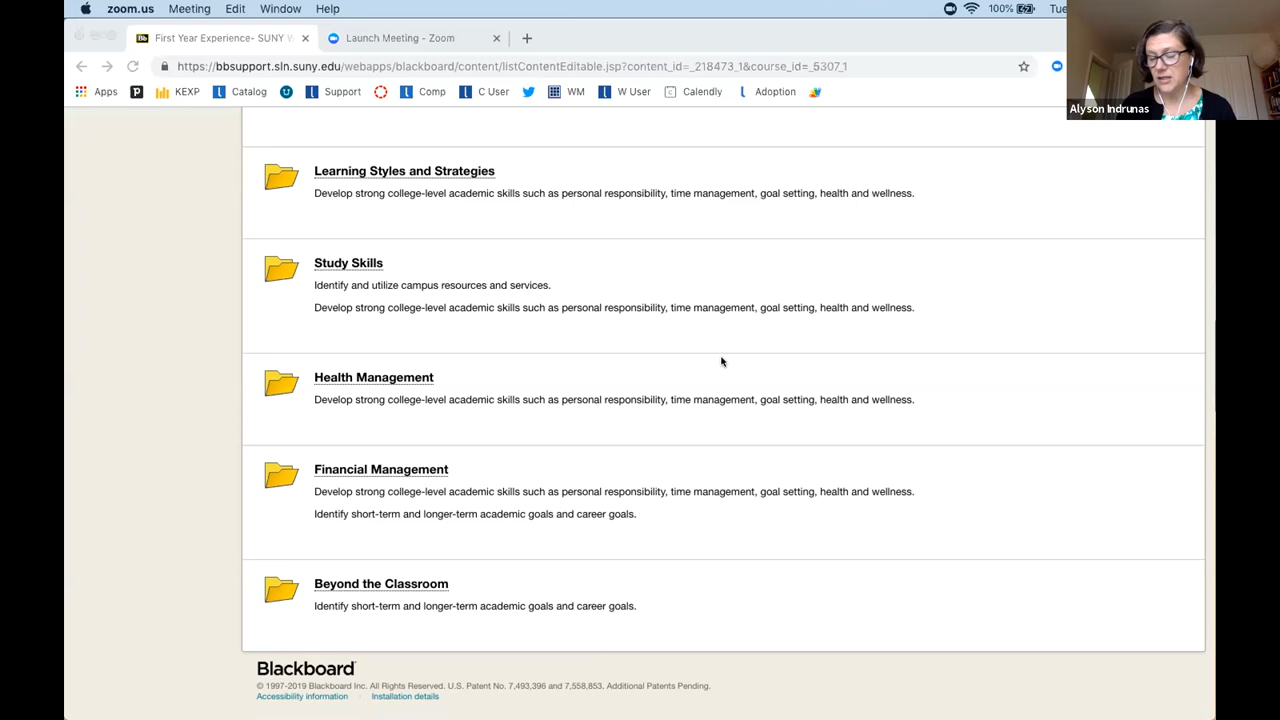 zoom.us Meeting Edit Window Help 100% Tue
First Year Experience- SUNY W Launch Meeting - Zoom
https://bbsupport.sln.suny.edu/webapps/blackboard/content/listContentEditable.jsp?content_id=_218473_1&course_id=_5307_1
Apps KEXP Catalog Support Comp C User WM W User Calendly Adoption
Alyson Indrunas
Learning Styles and Strategies
Develop strong college-level academic skills such as personal responsibility, time management, goal setting, health and wellness.
Study Skills
Identify and utilize campus resources and services.
Develop strong college-level academic skills such as personal responsibility, time management, goal setting, health and wellness.
Health Management
Develop strong college-level academic skills such as personal responsibility, time management, goal setting, health and wellness.
Financial Management
Develop strong college-level academic skills such as personal responsibility, time management, goal setting, health and wellness.
Identify short-term and longer-term academic goals and career goals.
Beyond the Classroom
Identify short-term and longer-term academic goals and career goals.
Blackboard
© 1997-2019 Blackboard Inc. All Rights Reserved. U.S. Patent No. 7,493,396 and 7,558,853. Additional Patents Pending.
Accessibility information Installation details